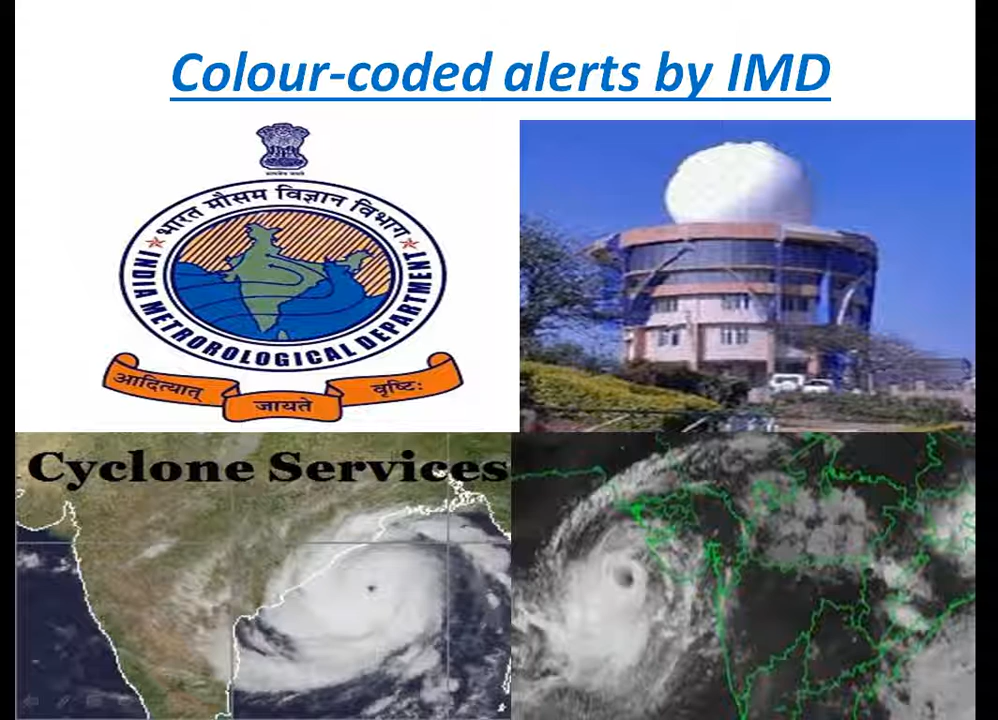 Colour-coded alerts by IMD
भारत मौसम विज्ञान विभाग
INDIA METROROLOGICAL DEPARTMENT
आदित्यात्
जायते
वृष्टिः
Cyclone Services